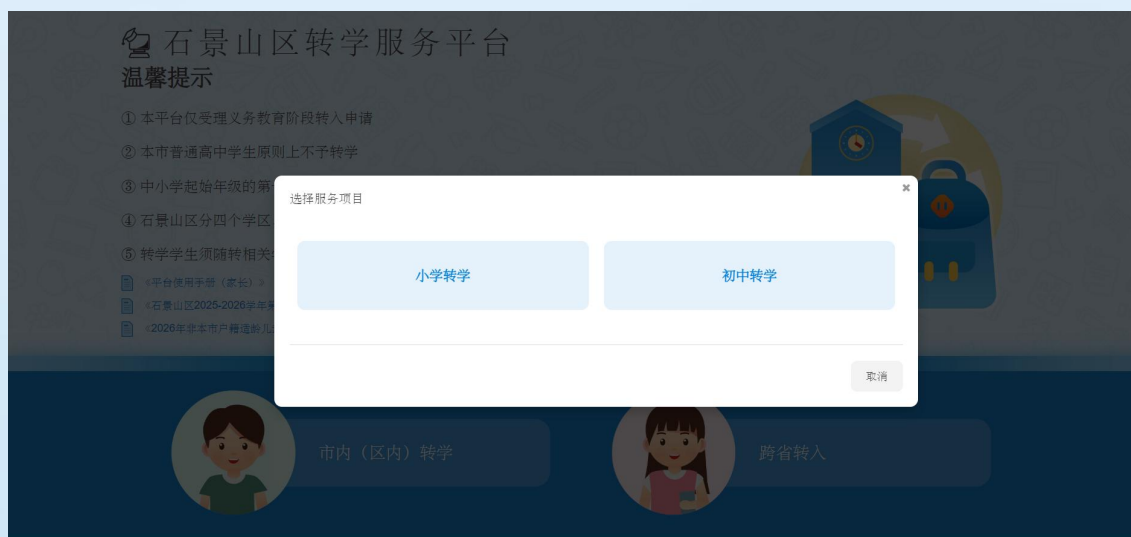 石景山区转学服务平台
温馨提示
① 本平台仅受理义务教育阶段转入申请
② 本市普通高中学生原则上不予转学
③ 中小学起始年级的第
④ 石景山区分四个学区
⑤ 转学学生须随转相关
《平台使用手册（家长）》
《石景山区2025-2026学年
《2026年非本市户籍适龄儿
选择服务项目
小学转学
初中转学
取消
市内（区内）转学
跨省转入